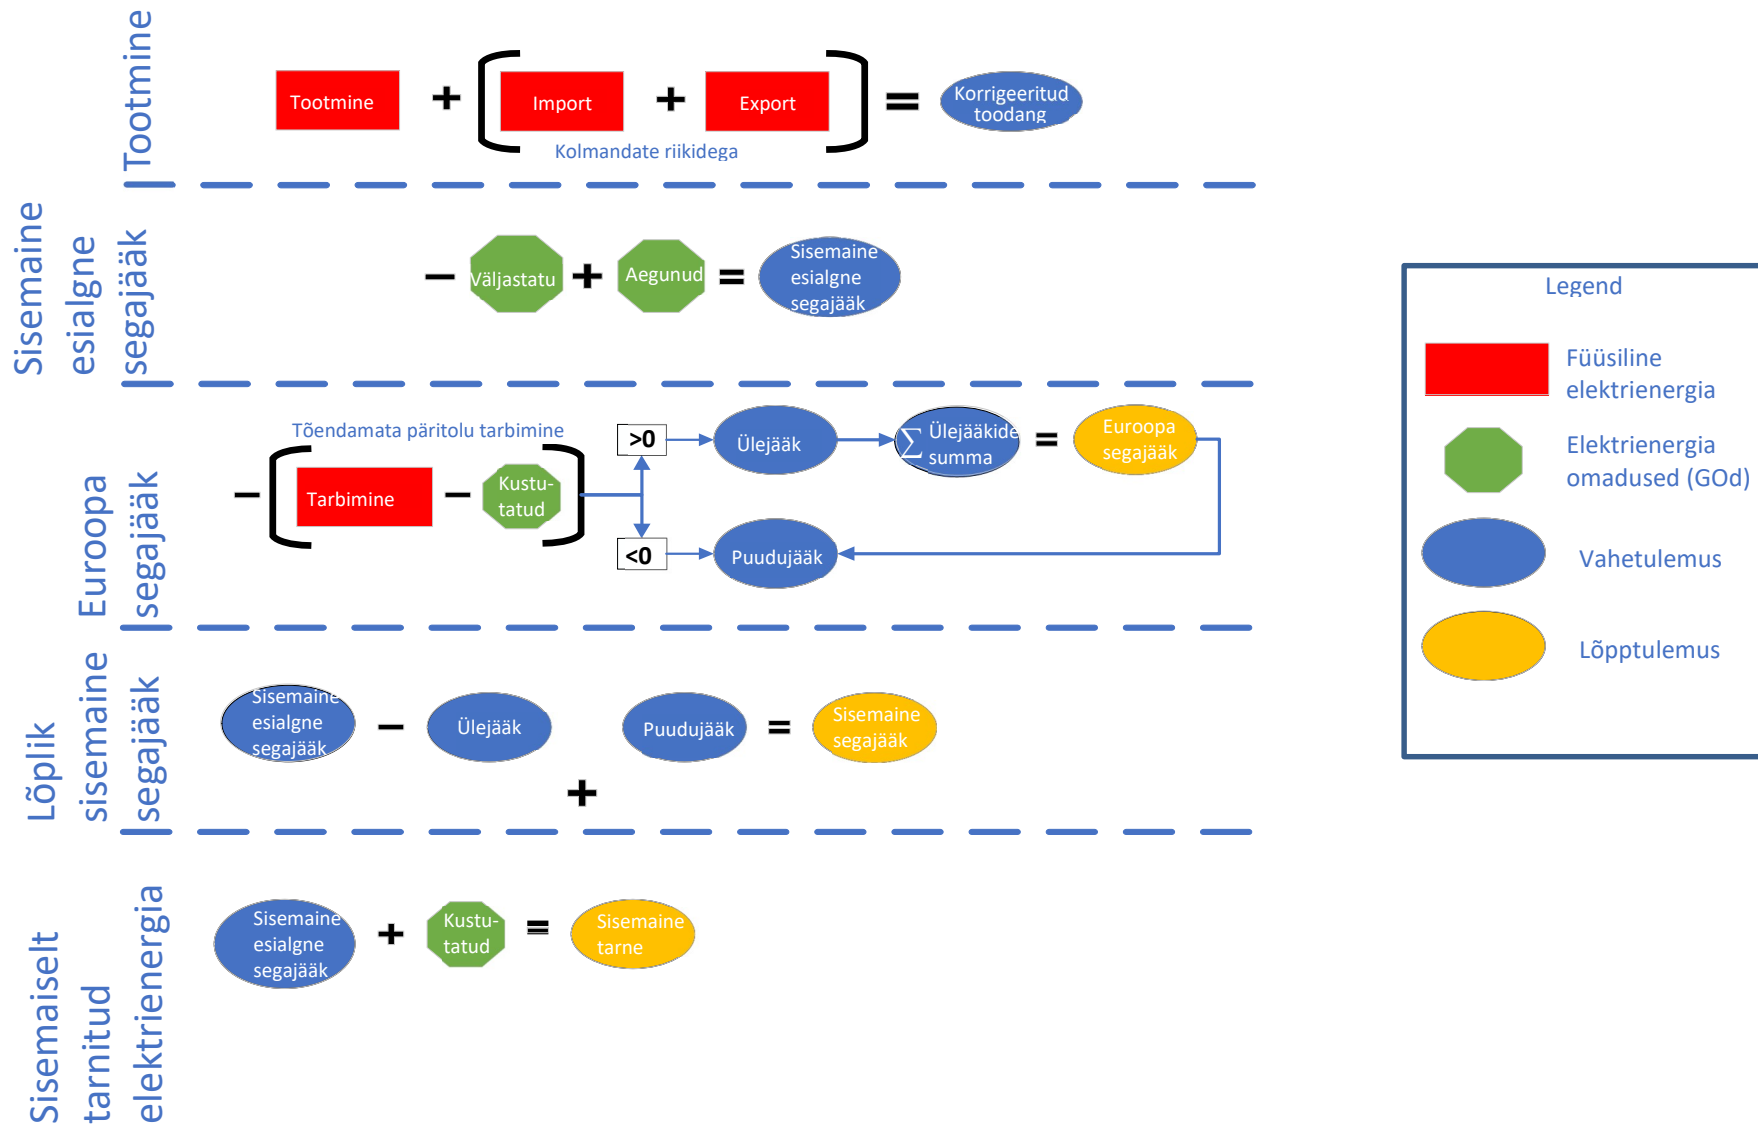 Tootmine
Tootmine
+
Import
+
Export
=
Korrigeeritud
toodang
Kolmandate riikidega
Sisemaine
esialgne
segajääk
–
Väljastatu
+
Aegunud
=
Sisemaine
esialgne
segajääk
Euroopa
segajääk
Tõendamata päritolu tarbimine
–
Tarbimine
–
Kustu-
tatud
>0
Ülejääk
∑ Ülejääkide
summa
=
Euroopa
segajääk
<0
Puudujääk
Lõplik
sisemaine
segajääk
Sisemaine
esialgne
segajääk
–
Ülejääk
+
Puudujääk
=
Sisemaine
segajääk
Sisemaiselt
tarnitud
elektrienergia
Sisemaine
esialgne
segajääk
+
Kustu-
tatud
=
Sisemaine
tarne
Legend
Füüsiline
elektrienergia
Elektrienergia
omadused (GOd)
Vahetulemus
Lõpptulemus